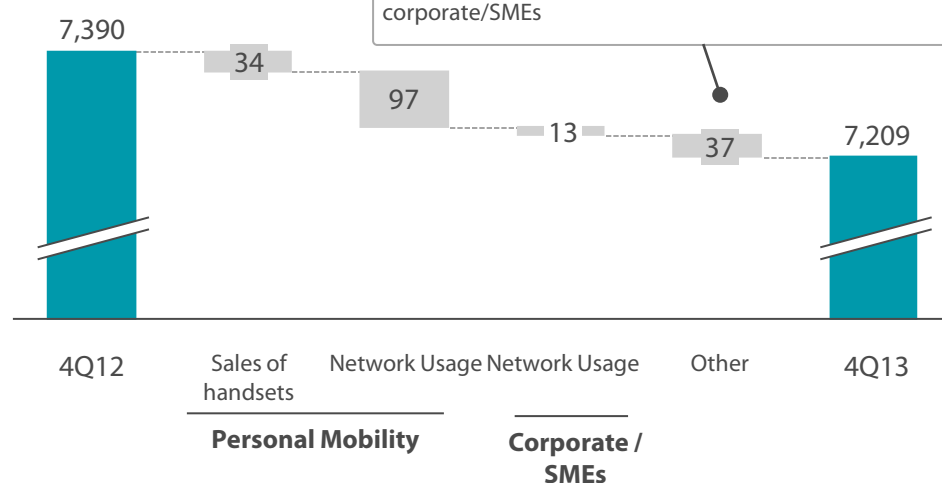 corporate/SMEs
7,390
34
97
13
37
7,209
4Q12
Sales of
handsets
Network Usage
Network Usage
Other
4Q13
Personal Mobility
Corporate /
SMEs